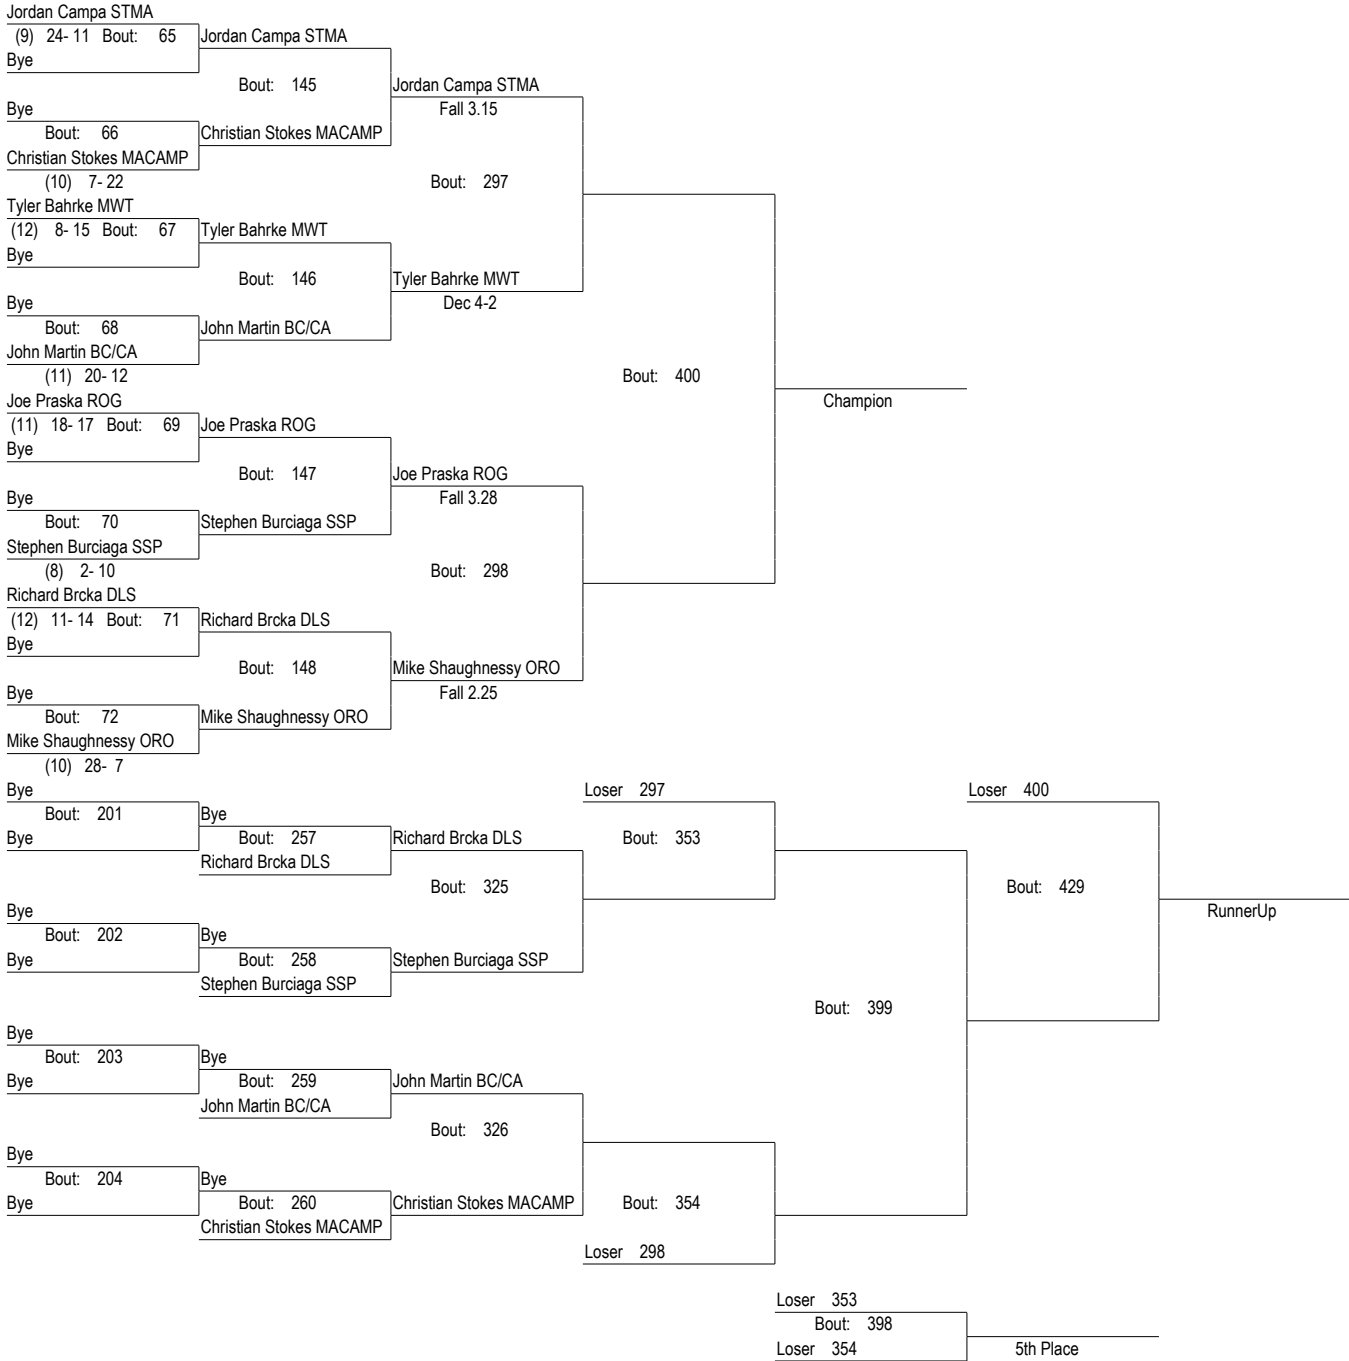 Jordan Campa STMA
(9) 24- 11 Bout: 65 Jordan Campa STMA
Bye
Bout: 145 Jordan Campa STMA
Bye Fall 3.15
Bout: 66 Christian Stokes MACAMP
Christian Stokes MACAMP
(10) 7- 22 Bout: 297
Tyler Bahrke MWT
(12) 8- 15 Bout: 67 Tyler Bahrke MWT
Bye
Bout: 146 Tyler Bahrke MWT
Bye Dec 4-2
Bout: 68 John Martin BC/CA
John Martin BC/CA
(11) 20- 12 Bout: 400
Joe Praska ROG Champion
(11) 18- 17 Bout: 69 Joe Praska ROG
Bye
Bout: 147 Joe Praska ROG
Bye Fall 3.28
Bout: 70 Stephen Burciaga SSP
Stephen Burciaga SSP
(8) 2- 10 Bout: 298
Richard Brcka DLS
(12) 11- 14 Bout: 71 Richard Brcka DLS
Bye
Bout: 148 Mike Shaughnessy ORO
Bye Fall 2.25
Bout: 72 Mike Shaughnessy ORO
Mike Shaughnessy ORO
(10) 28- 7
Bye Loser 297 Loser 400
Bout: 201 Bye
Bye Bout: 257 Richard Brcka DLS Bout: 353
Richard Brcka DLS
Bout: 325 Bout: 429
Bye RunnerUp
Bout: 202 Bye
Bye Bout: 258 Stephen Burciaga SSP
Stephen Burciaga SSP
Bout: 399
Bye
Bout: 203 Bye
Bye Bout: 259 John Martin BC/CA
John Martin BC/CA
Bout: 326
Bye
Bout: 204 Bye
Bye Bout: 260 Christian Stokes MACAMP Bout: 354
Christian Stokes MACAMP
Loser 298
Loser 353
Bout: 398
Loser 354 5th Place